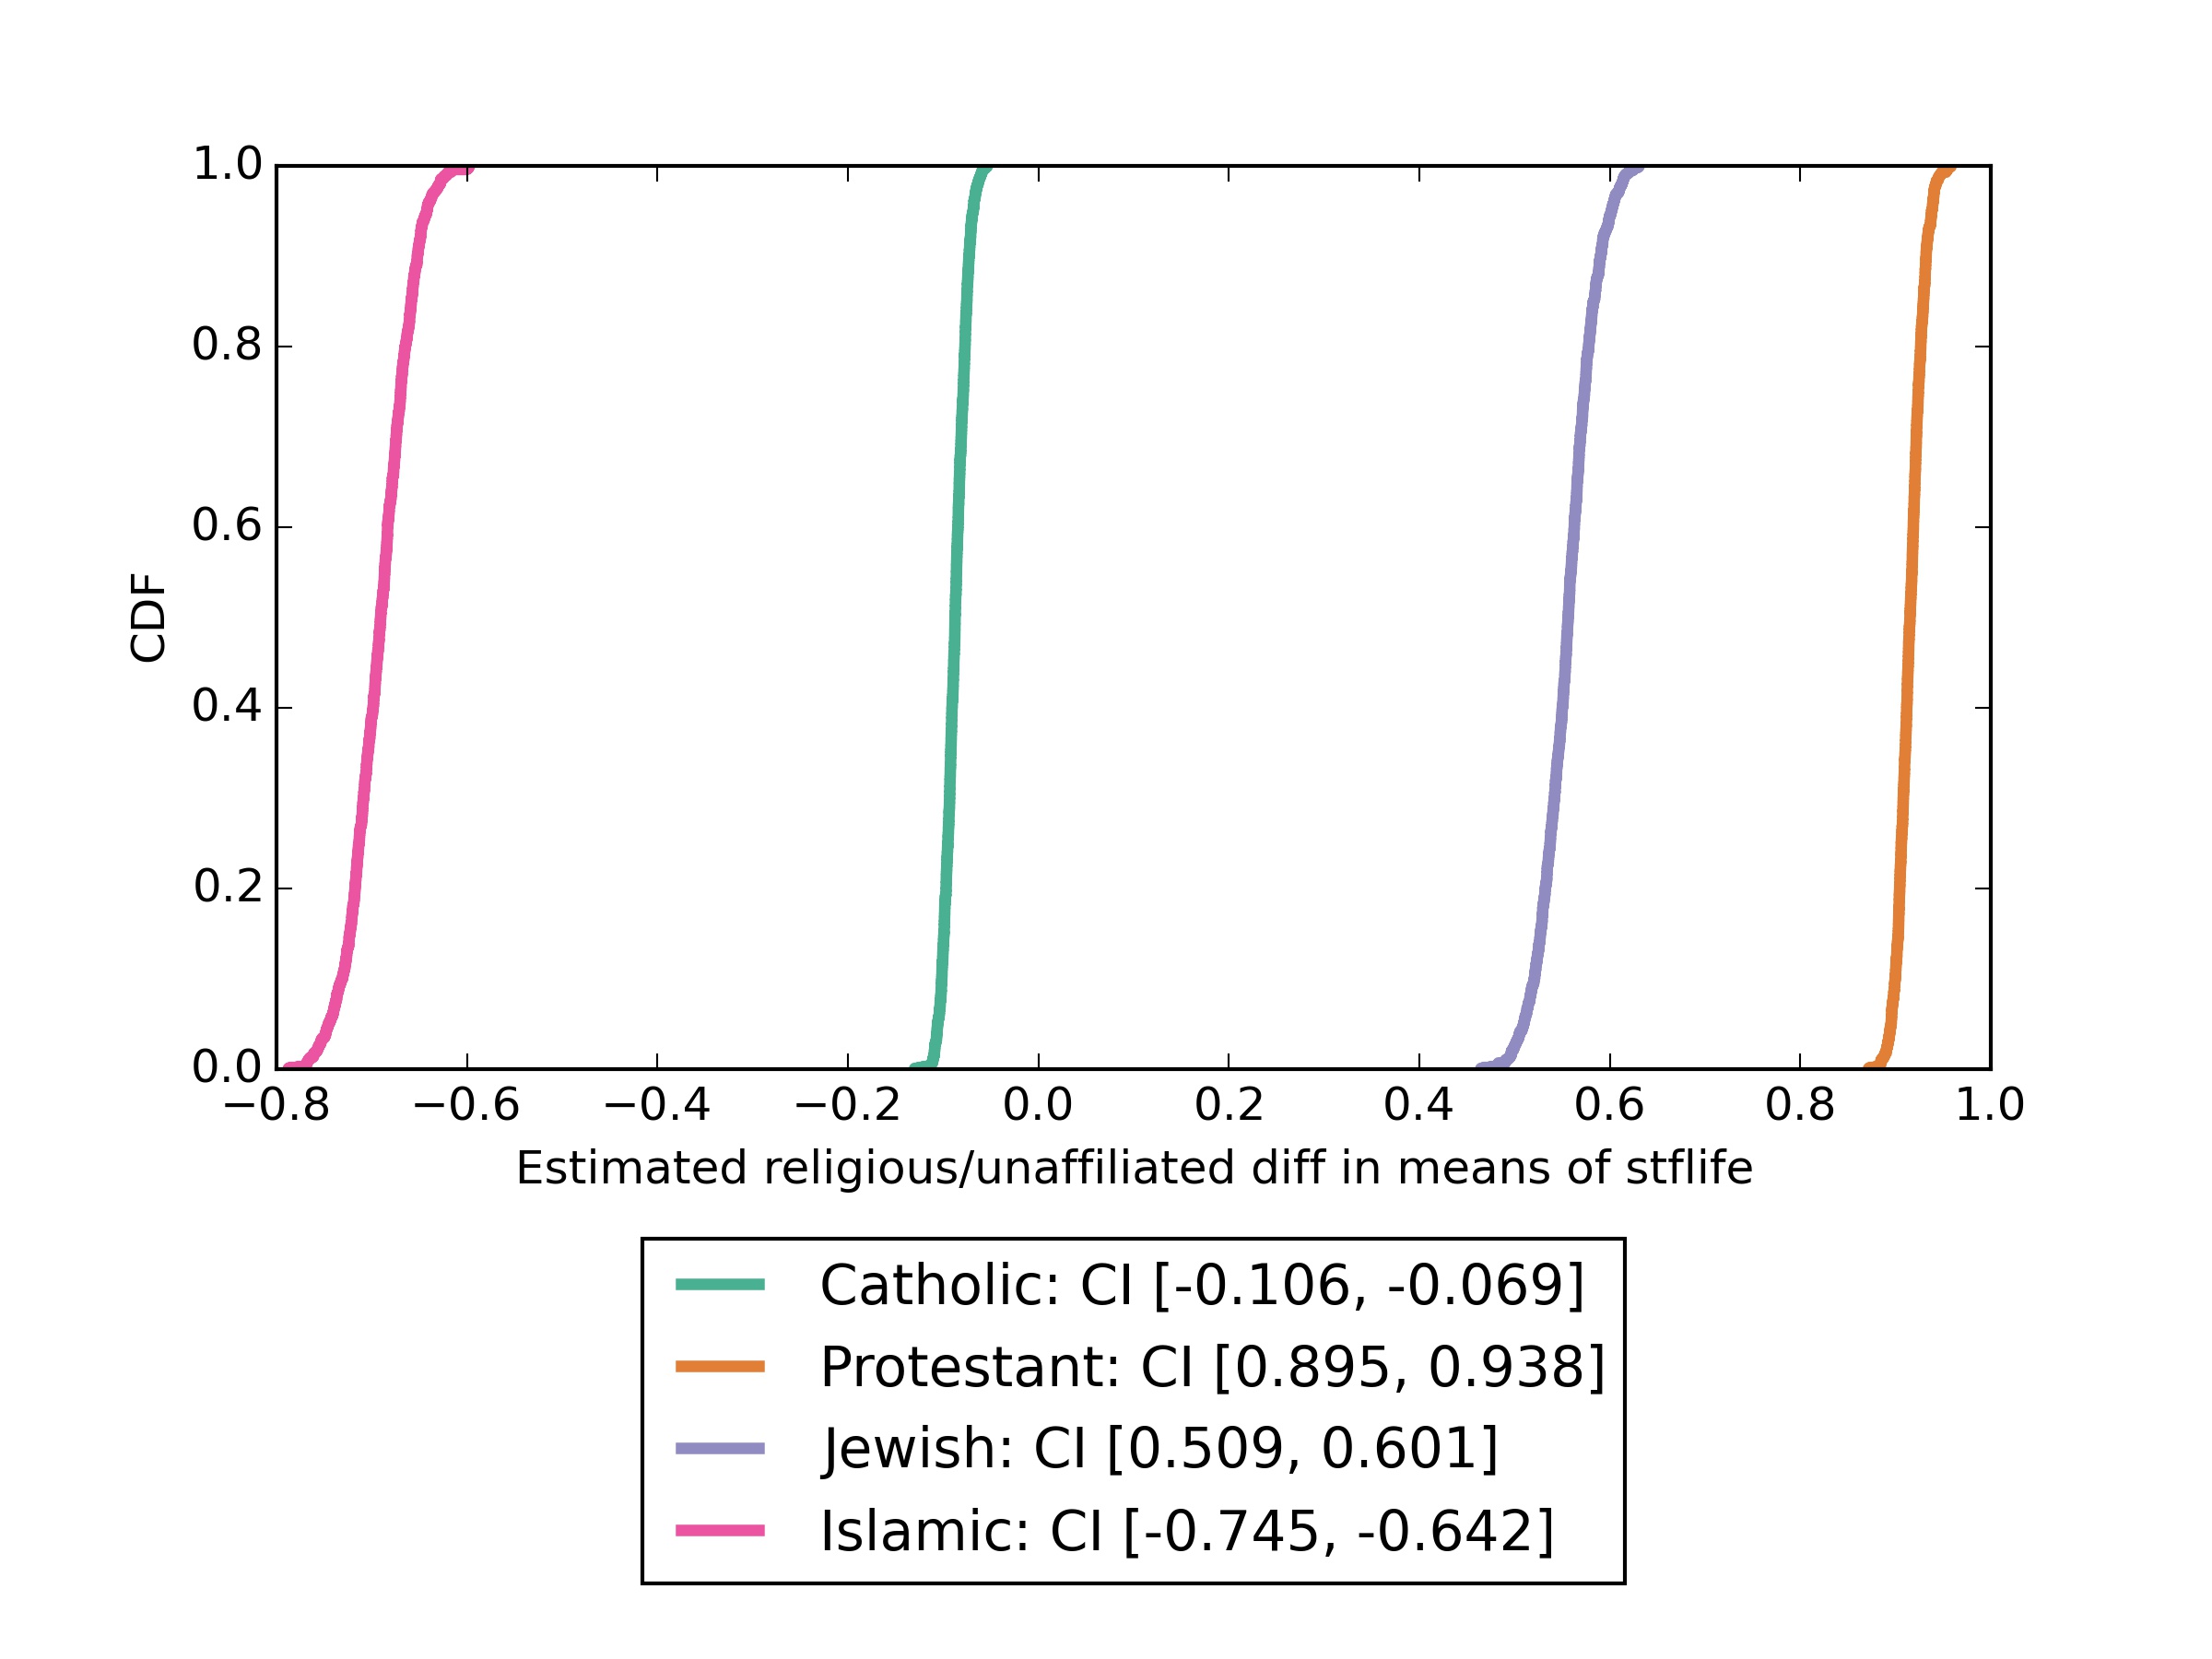 1.0
0.8
0.6
0.4
0.2
0.0
CDF
−0.8 −0.6 −0.4 −0.2 0.0 0.2 0.4 0.6 0.8 1.0
Estimated religious/unaffiliated diff in means of stflife
Catholic: CI [-0.106, -0.069]
Protestant: CI [0.895, 0.938]
Jewish: CI [0.509, 0.601]
Islamic: CI [-0.745, -0.642]